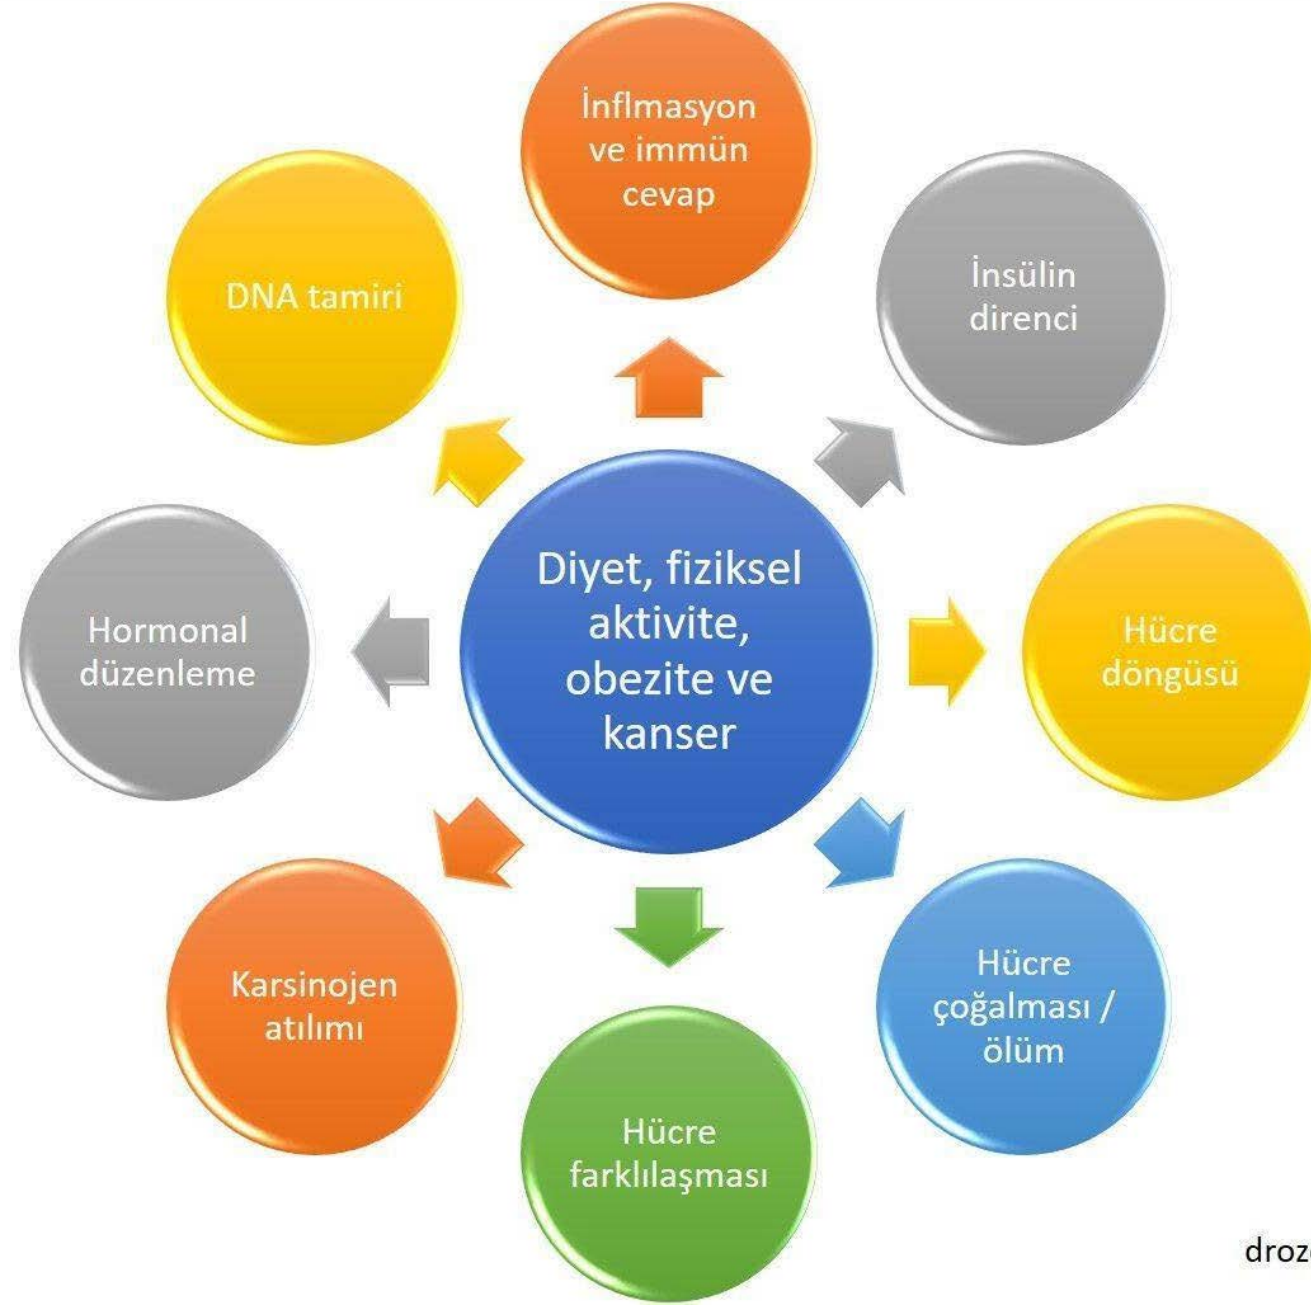 İnflmasyon
ve immün
cevap
İnsülin
direnci
Hücre
döngüsü
Hücre
çoğalması /
ölüm
Hücre
farklılaşması
Karsinojen
atılımı
Hormonal
düzenleme
DNA tamiri
Diyet, fiziksel
aktivite,
obezite ve
kanser